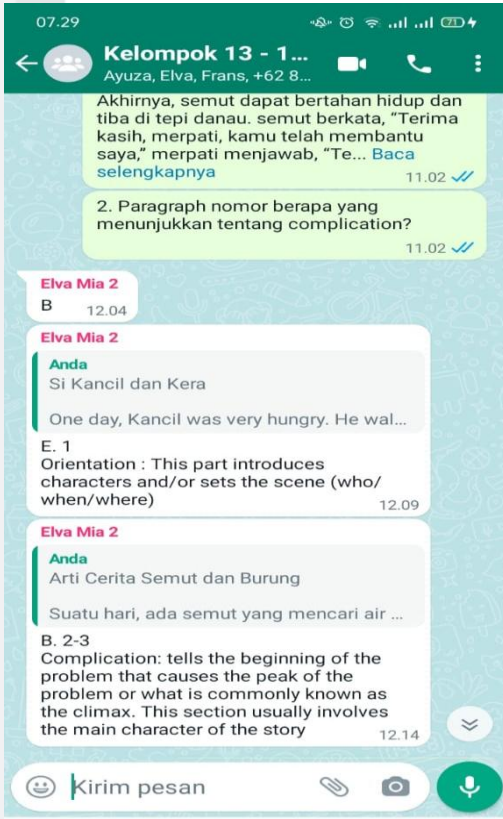 07.29
71
Kelompok 13 - 1...
Ayuza, Elva, Frans, +62 8...
Akhirnya, semut dapat bertahan hidup dan
tiba di tepi danau. semut berkata, “Terima
kasih, merpati, kamu telah membantu
saya,” merpati menjawab, “Te... Baca
selengkapnya
11.02
2. Paragraph nomor berapa yang
menunjukkan tentang complication?
11.02
Elva Mia 2
B 12.04
Elva Mia 2
Anda
Si Kancil dan Kera
One day, Kancil was very hungry. He wal...
E. 1
Orientation : This part introduces
characters and/or sets the scene (who/
when/where)
12.09
Elva Mia 2
Anda
Arti Cerita Semut dan Burung
Suatu hari, ada semut yang mencari air ...
B. 2-3
Complication: tells the beginning of the
problem that causes the peak of the
problem or what is commonly known as
the climax. This section usually involves
the main character of the story
12.14
Kirim pesan